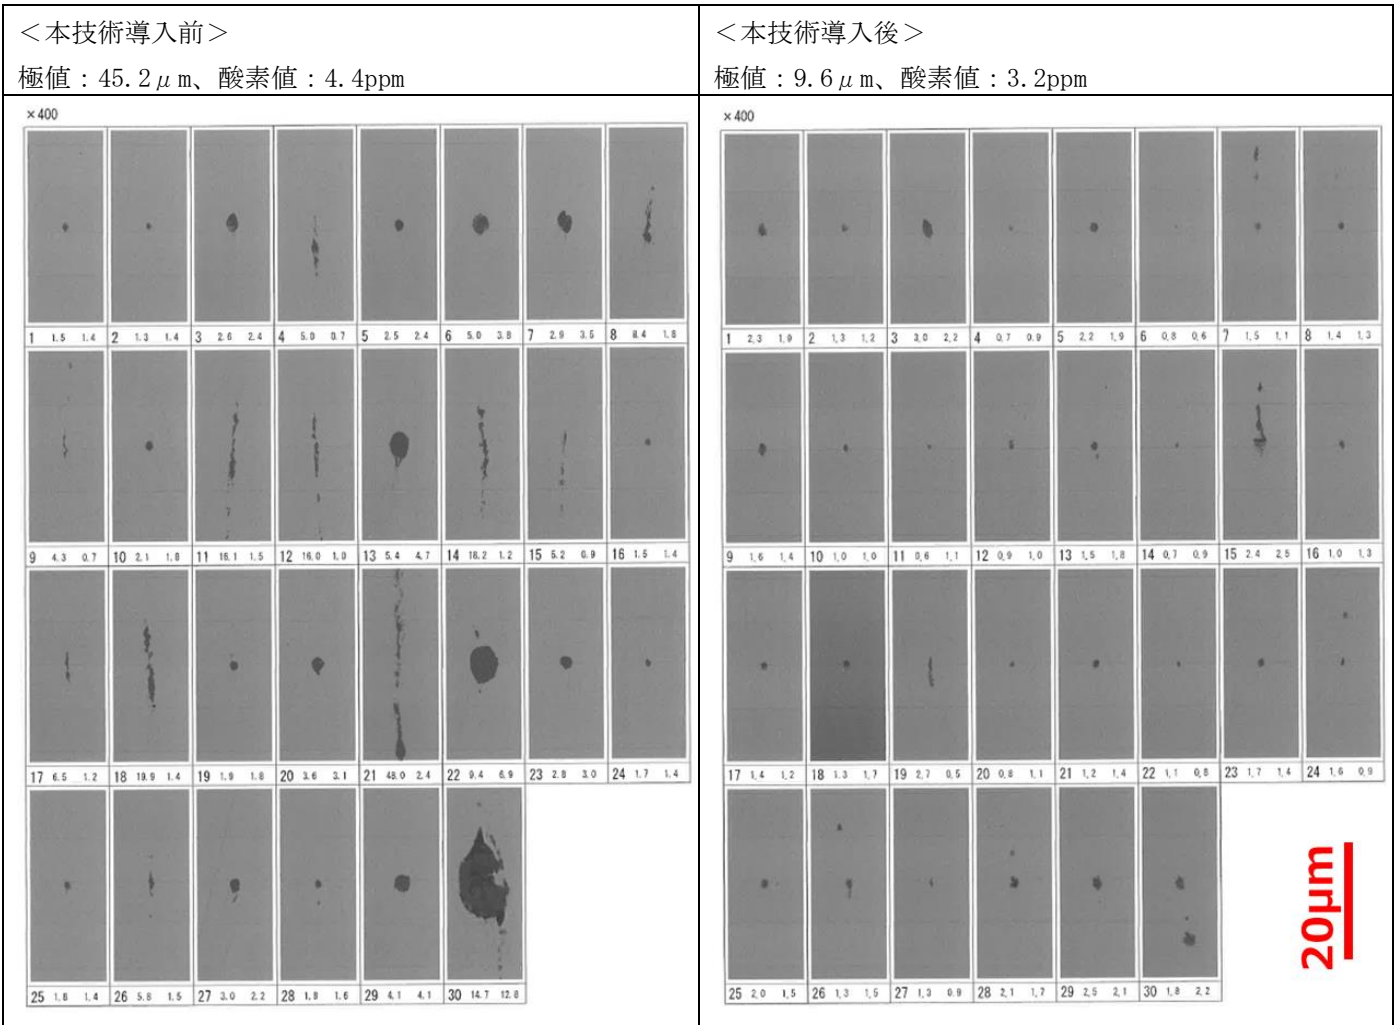 ＜本技術導入前＞
極値：45.2μm、酸素値：4.4ppm
×400
1 1.5 1.4 2 1.3 1.4 3 2.6 2.4 4 5.0 0.7 5 2.5 2.4 6 5.0 3.8 7 2.9 3.5 8 8.4 1.8
9 4.3 0.7 10 2.1 1.8 11 16.1 1.5 12 16.0 1.0 13 5.4 4.7 14 16.2 1.2 15 5.2 0.9 16 1.5 1.4
17 6.5 1.2 18 19.9 1.4 19 1.9 1.8 20 3.6 3.1 21 48.0 2.4 22 9.4 6.9 23 2.8 3.0 24 1.7 1.4
25 1.8 1.4 26 5.8 1.5 27 3.0 2.2 28 1.8 1.6 29 4.1 4.1 30 14.7 12.8
＜本技術導入後＞
極値：9.6μm、酸素値：3.2ppm
×400
1 2.3 1.9 2 1.3 1.2 3 3.0 2.2 4 0.7 0.9 5 2.2 1.9 6 0.8 0.6 7 1.5 1.1 8 1.4 1.3
9 1.6 1.4 10 1.0 1.0 11 0.6 1.1 12 0.9 1.0 13 1.5 1.8 14 0.7 0.9 15 2.4 2.5 16 1.0 1.3
17 1.4 1.2 18 1.3 1.7 19 2.7 0.5 20 0.8 1.1 21 1.2 1.4 22 1.1 0.8 23 1.7 1.4 24 1.6 0.9
25 2.0 1.5 26 1.3 1.5 27 1.3 0.9 28 2.1 1.7 29 2.5 2.1 30 1.8 2.2
20μm